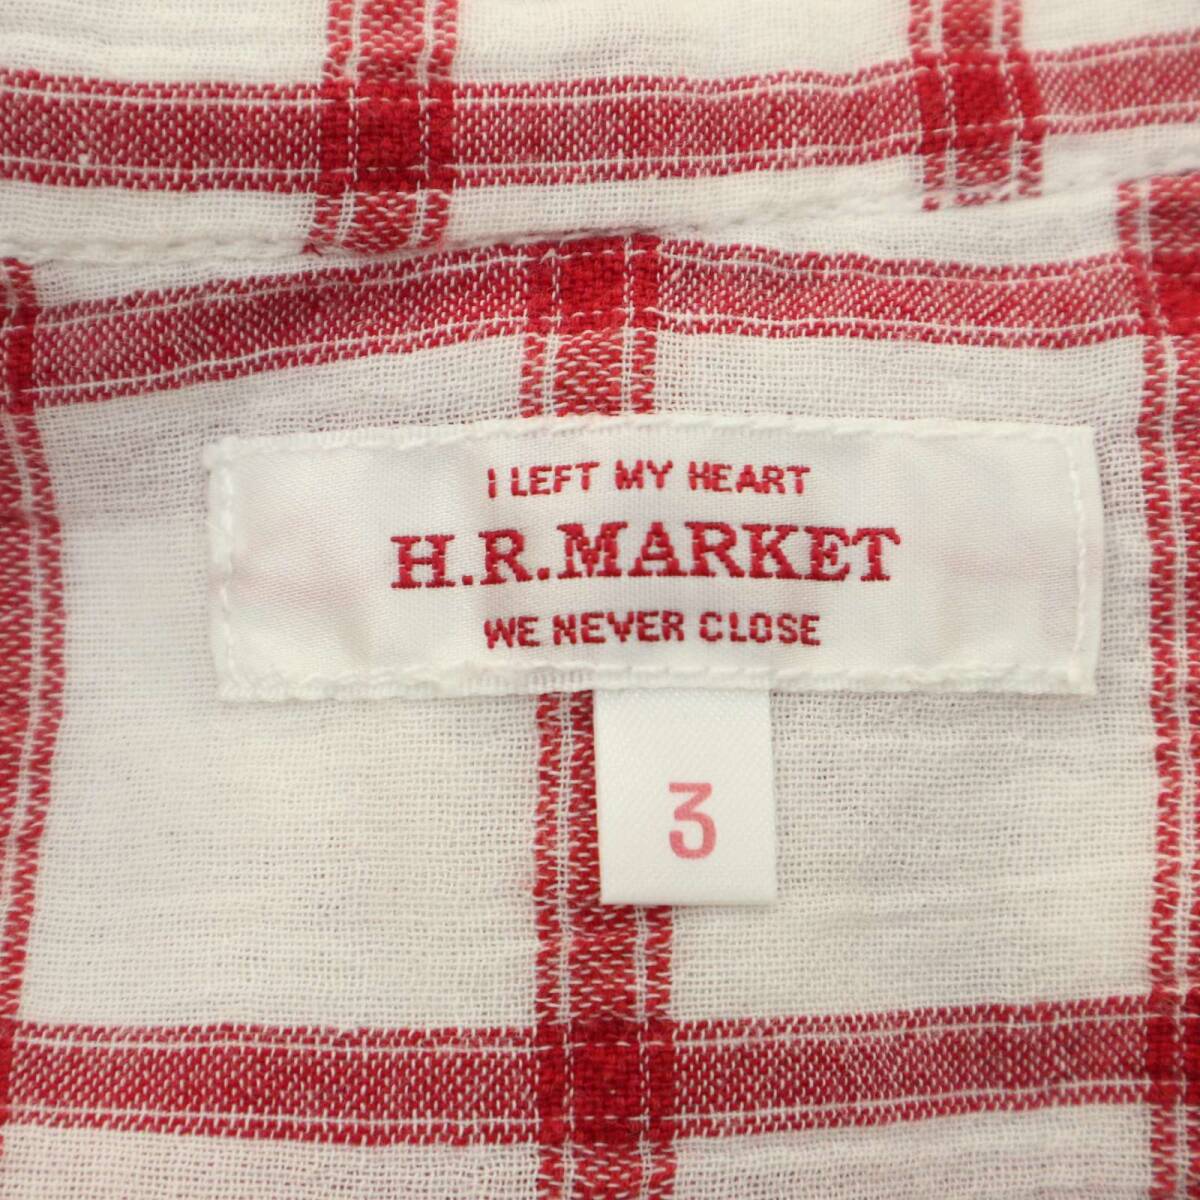 I LEFT MY HEART
H.R.MARKET
WE NEVER CLOSE
3